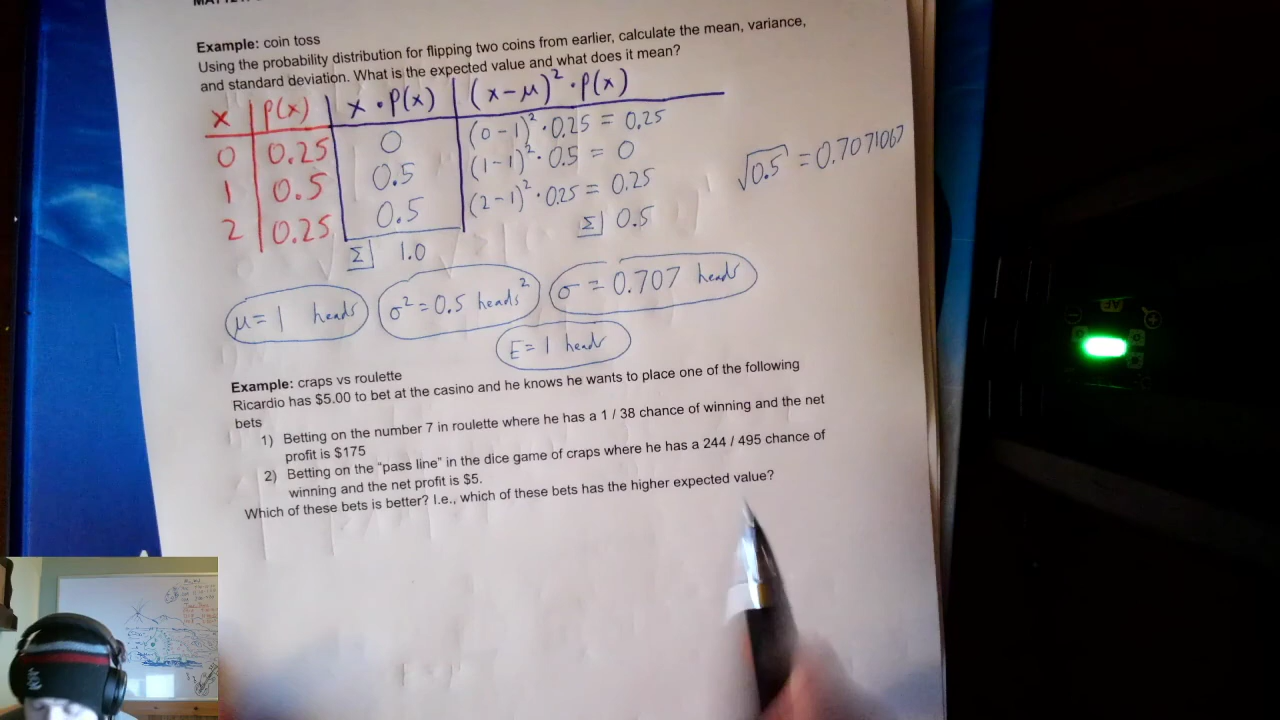 Example: coin toss
Using the probability distribution for flipping two coins from earlier, calculate the mean, variance,
and standard deviation. What is the expected value and what does it mean?
x | P(x) | x • P(x) | (x-μ)² • P(x)
0 | 0.25 | 0 | (0-1)² • 0.25 = 0.25
1 | 0.5 | 0.5 | (1-1)² • 0.5 = 0
2 | 0.25 | 0.5 | (2-1)² • 0.25 = 0.25
Σ| 1.0 Σ| 0.5
√0.5 = 0.7071067
μ = 1 heads σ² = 0.5 heads² σ = 0.707 heads
E = 1 heads
Example: craps vs roulette
Ricardio has $5.00 to bet at the casino and he knows he wants to place one of the following
bets
1) Betting on the number 7 in roulette where he has a 1 / 38 chance of winning and the net
profit is $175
2) Betting on the "pass line" in the dice game of craps where he has a 244 / 495 chance of
winning and the net profit is $5.
Which of these bets is better? I.e., which of these bets has the higher expected value?